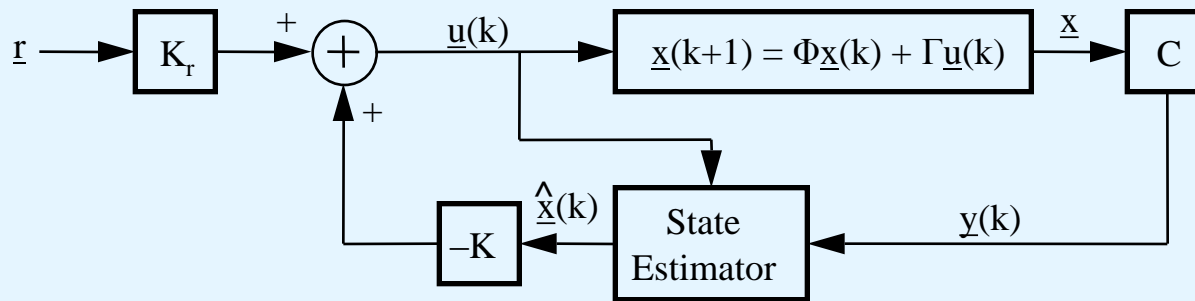 r
K_r
+
+
u(k)
x(k+1) = Φx(k) + Γu(k)
x
C
+
–K
x̂(k)
State
Estimator
y(k)